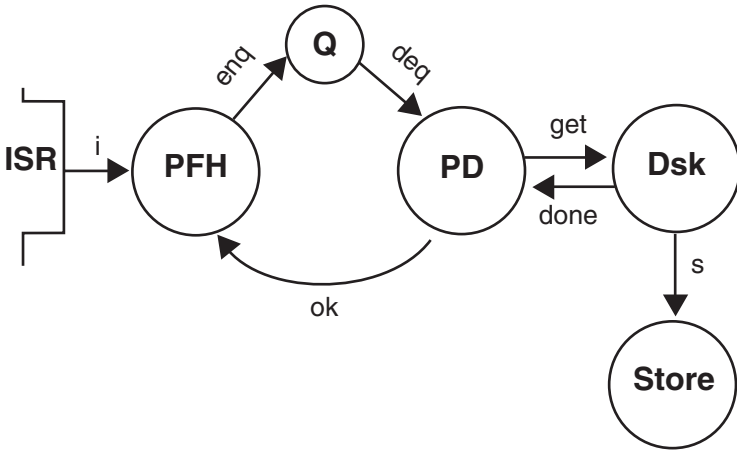 Q
enq
deq
ISR
i
PFH
PD
get
Dsk
done
ok
s
Store